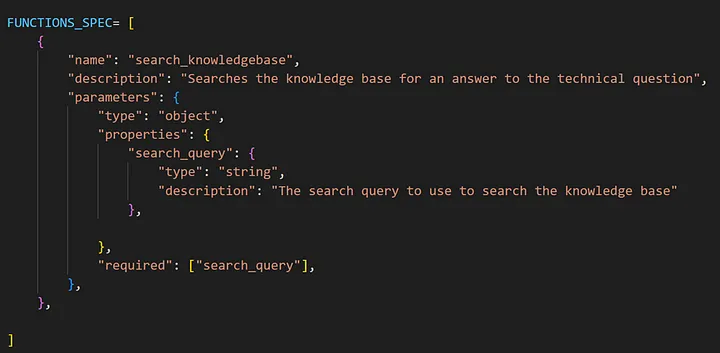 FUNCTIONS_SPEC= [
    {
        "name": "search_knowledgebase",
        "description": "Searches the knowledge base for an answer to the technical question",
        "parameters": {
            "type": "object",
            "properties": {
                "search_query": {
                    "type": "string",
                    "description": "The search query to use to search the knowledge base"
                },

            },
            "required": ["search_query"],
        },
    },

]